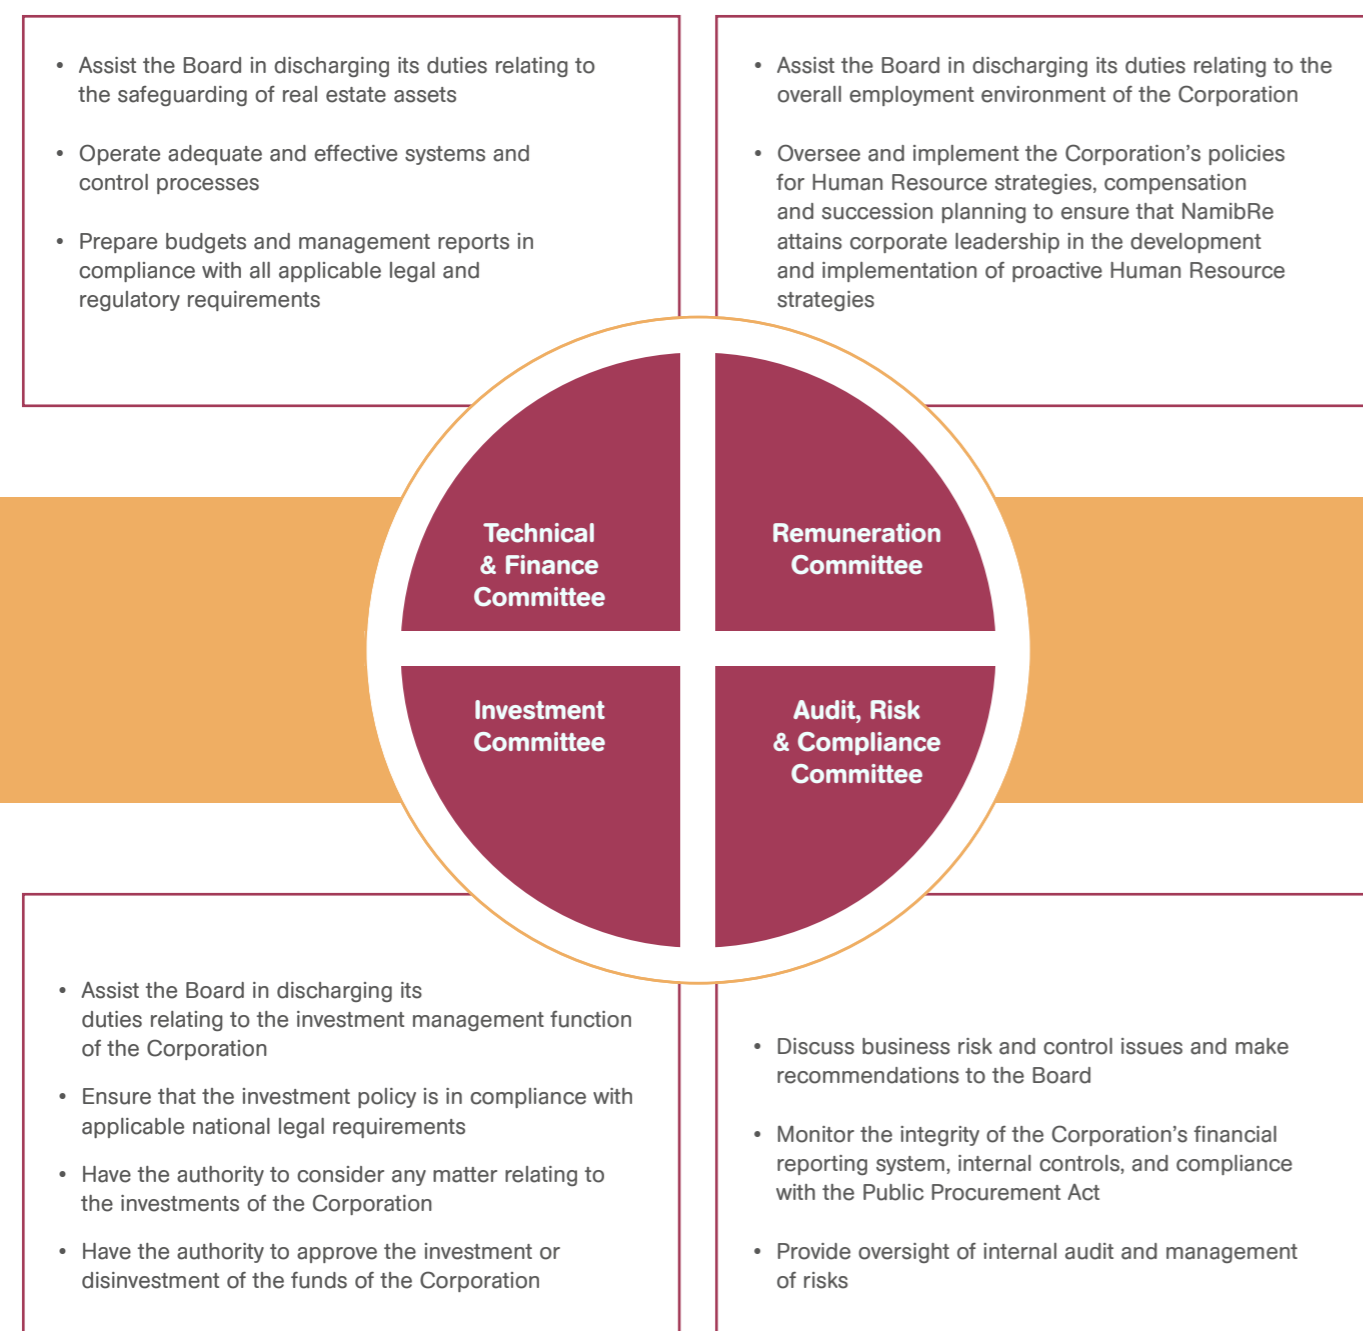 • Assist the Board in discharging its duties relating to
the safeguarding of real estate assets
• Operate adequate and effective systems and
control processes
• Prepare budgets and management reports in
compliance with all applicable legal and
regulatory requirements
• Assist the Board in discharging its duties relating to the
overall employment environment of the Corporation
• Oversee and implement the Corporation’s policies
for Human Resource strategies, compensation
and succession planning to ensure that NamibRe
attains corporate leadership in the development
and implementation of proactive Human Resource
strategies
Technical
& Finance
Committee
Remuneration
Committee
Investment
Committee
Audit, Risk
& Compliance
Committee
• Assist the Board in discharging its
duties relating to the investment management function
of the Corporation
• Ensure that the investment policy is in compliance with
applicable national legal requirements
• Have the authority to consider any matter relating to
the investments of the Corporation
• Have the authority to approve the investment or
disinvestment of the funds of the Corporation
• Discuss business risk and control issues and make
recommendations to the Board
• Monitor the integrity of the Corporation’s financial
reporting system, internal controls, and compliance
with the Public Procurement Act
• Provide oversight of internal audit and management
of risks